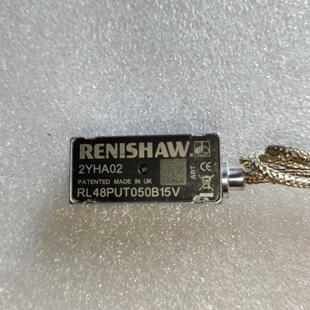 RENISHAW
2YHA02
PATENTED MADE IN UK
RL48PUT050B15V